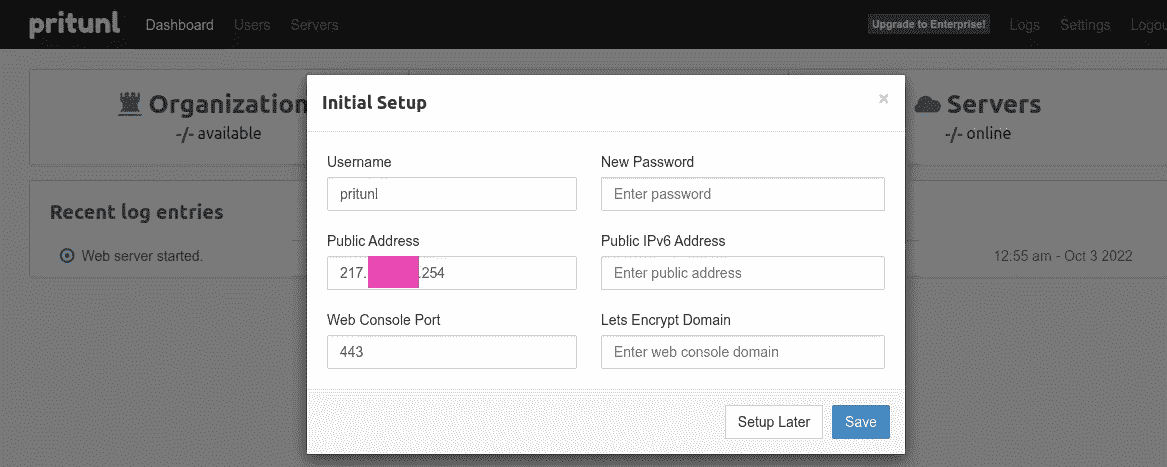 pritunl Dashboard Users Servers Upgrade to Enterprise! Logs Settings Logou
Organization Servers
-/- available -/- online
Initial Setup ×
Username New Password
pritunl Enter password
Public Address Public IPv6 Address
217. .254 Enter public address
Web Console Port Lets Encrypt Domain
443 Enter web console domain
Setup Later Save
Recent log entries
Web server started. 12:55 am - Oct 3 2022